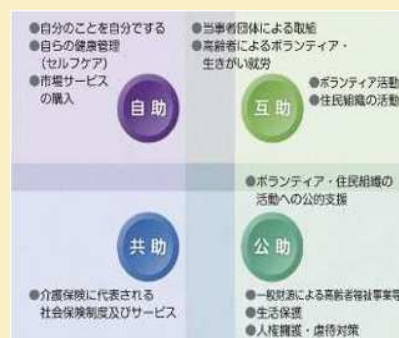 ●自分のことを自分でする
●自らの健康管理
(セルフケア)
●市場サービス
の購入
自助
●当事者団体による取組
●高齢者によるボランティア・
生きがい就労
●ボランティア活動
●住民組織の活動
互助
●ボランティア・住民組織の
活動への公的支援
共助
公助
●介護保険に代表される
社会保険制度及びサービス
●一般財源による高齢者福祉事業等
●生活保護
●人権擁護・虐待対策